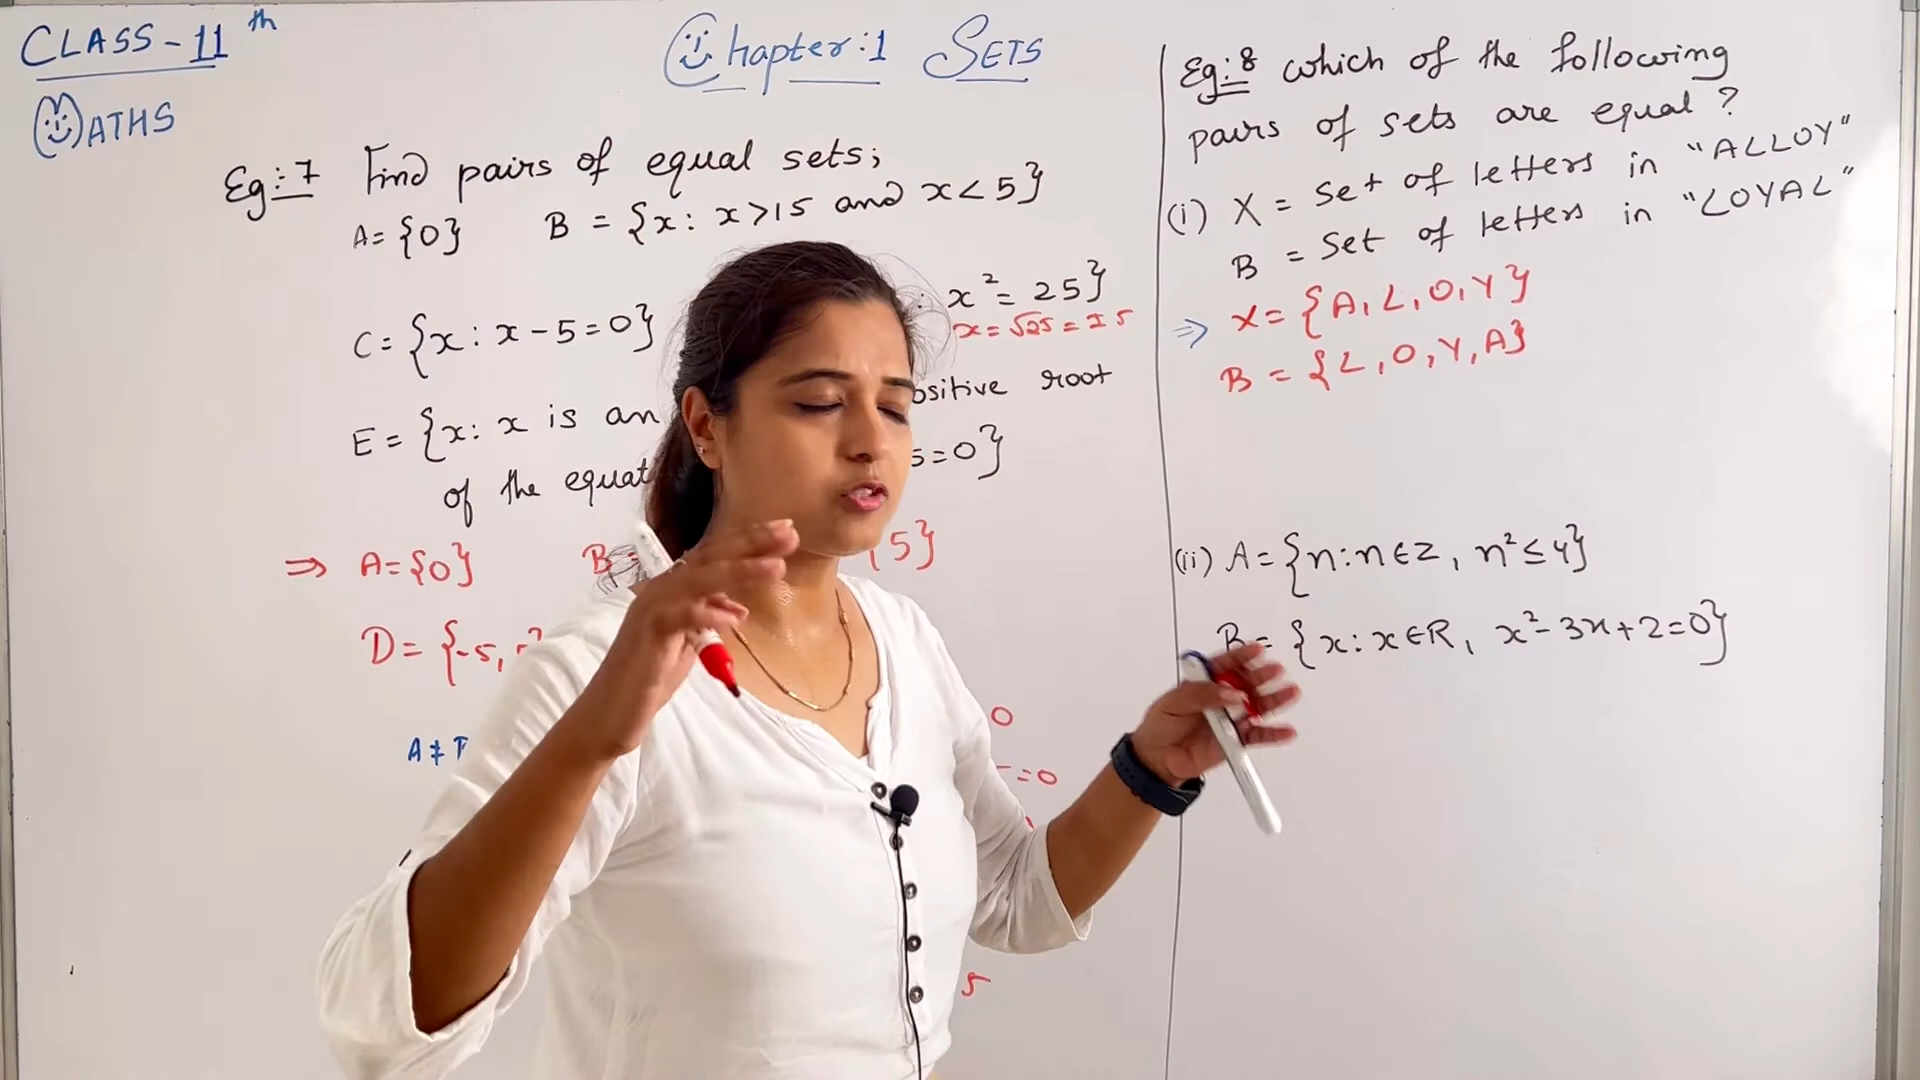 CLASS-11th
MATHS
Chapter:1 SETS
Eg:7 Find pairs of equal sets;
A={0} B = {x: x>15 and x<5}
C={x: x-5=0} : x²= 25}
x=√25=±5
E={x: x is an ositive root
of the equat 5=0}
⇒ A={0} B= {5}
D={-5,
A≠
0
=0
5
Eg:8 which of the following
pairs of sets are equal?
(i) X = Set of letters in "ALLOY"
B = Set of letters in "LOYAL"
⇒ X={A,L,O,Y}
B={L,O,Y,A}
(ii) A={n:n∈Z, n²≤4}
B={x:x∈R, x²-3x+2=0}